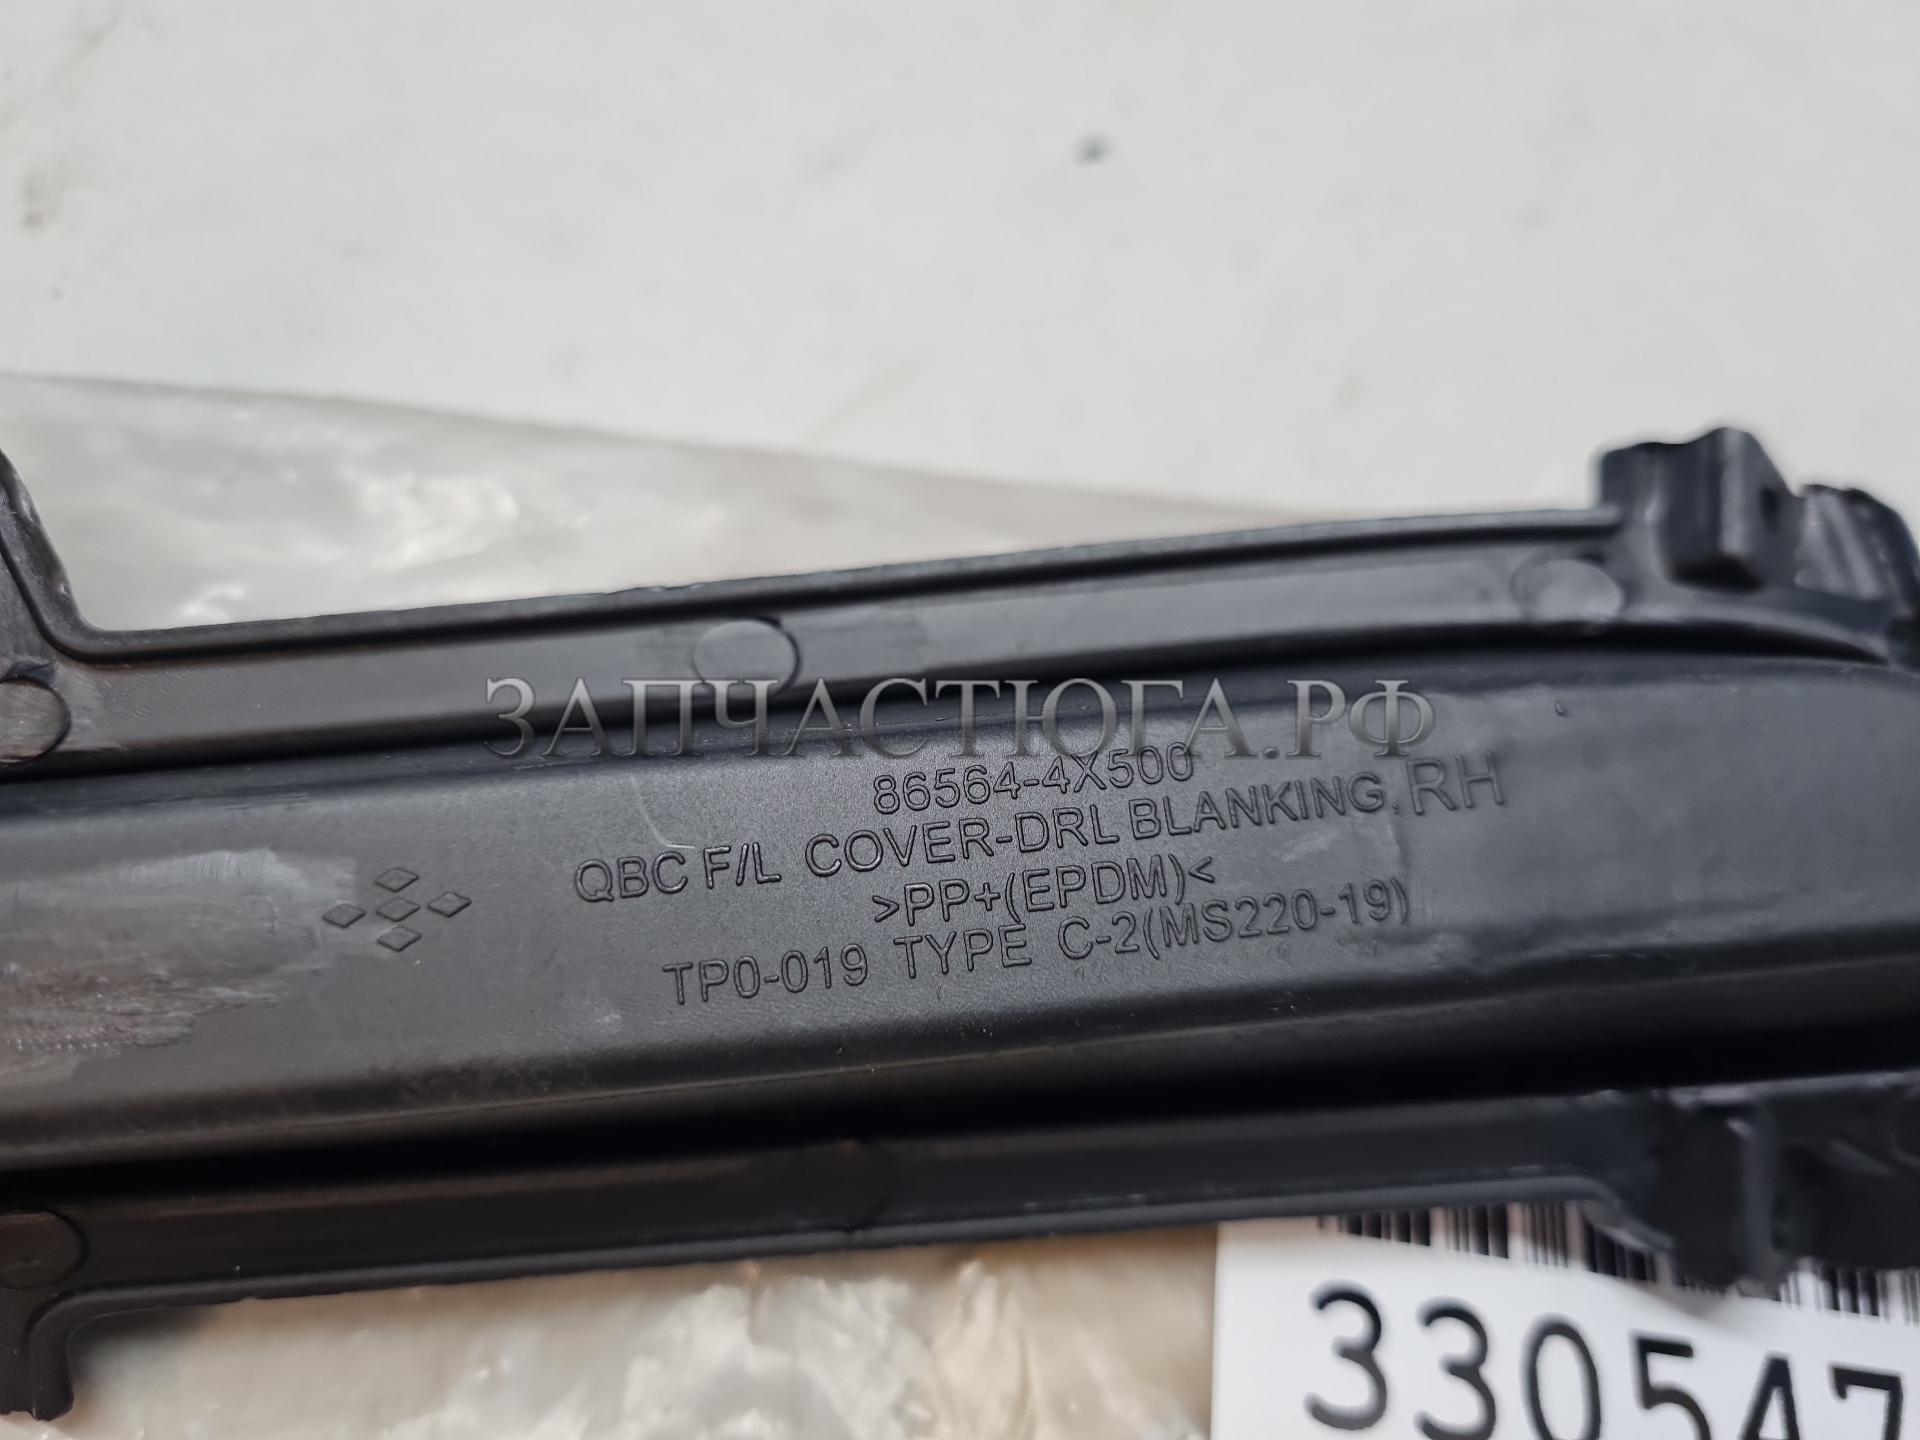 ЗАПЧАСТЮГА.РФ
86564-4X500
QBC F/L COVER-DRL BLANKING, RH
>PP+(EPDM)<
TP0-019 TYPE C-2(MS220-19)
330547